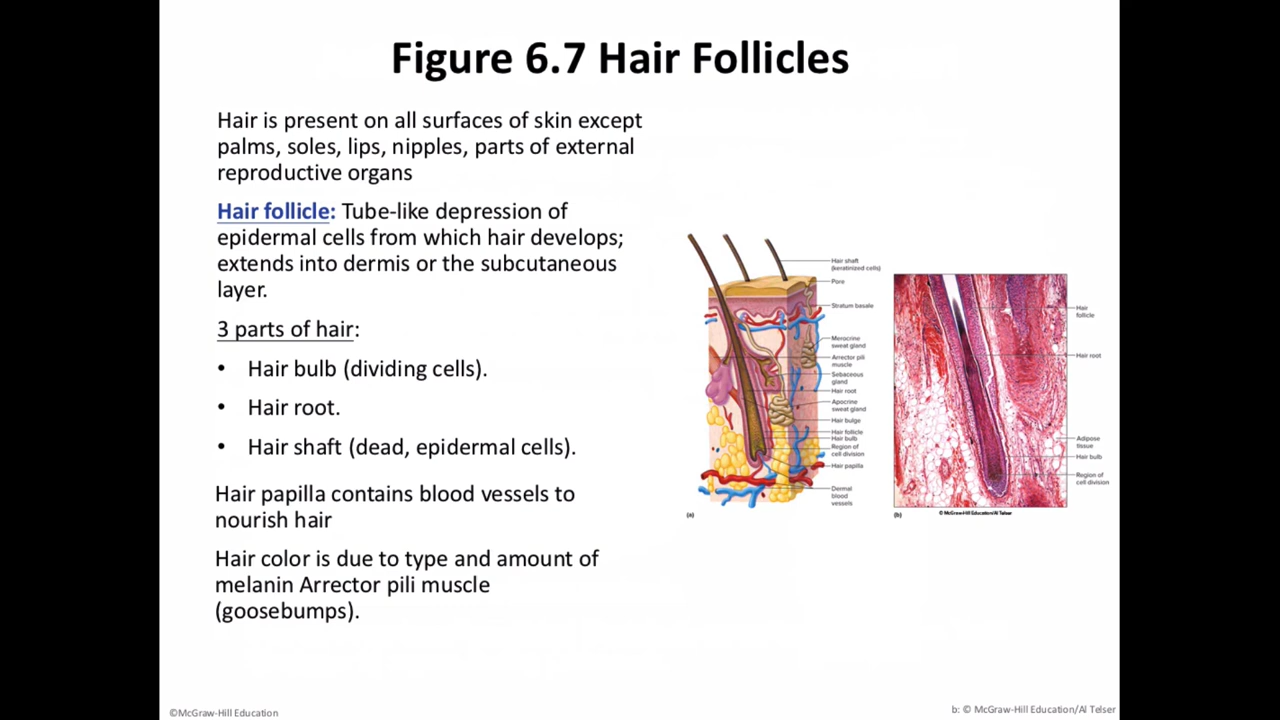 Figure 6.7 Hair Follicles
Hair is present on all surfaces of skin except
palms, soles, lips, nipples, parts of external
reproductive organs
Hair follicle: Tube-like depression of
epidermal cells from which hair develops;
extends into dermis or the subcutaneous
layer.
3 parts of hair:
• Hair bulb (dividing cells).
• Hair root.
• Hair shaft (dead, epidermal cells).
Hair papilla contains blood vessels to
nourish hair
Hair color is due to type and amount of
melanin Arrector pili muscle
(goosebumps).
Hair shaft
(keratinized cells)
Pore
Stratum basale
Merocrine
sweat gland
Arrector pili
muscle
Sebaceous
gland
Hair root
Apocrine
sweat gland
Hair bulge
Hair follicle
Hair bulb
Region of
cell division
Hair papilla
Dermal
blood
vessels
(a)
Hair
follicle
Hair root
Adipose
tissue
Hair bulb
Region of
cell division
(b)
© McGraw-Hill Education/Al Telser
©McGraw-Hill Education
b: © McGraw-Hill Education/Al Telser